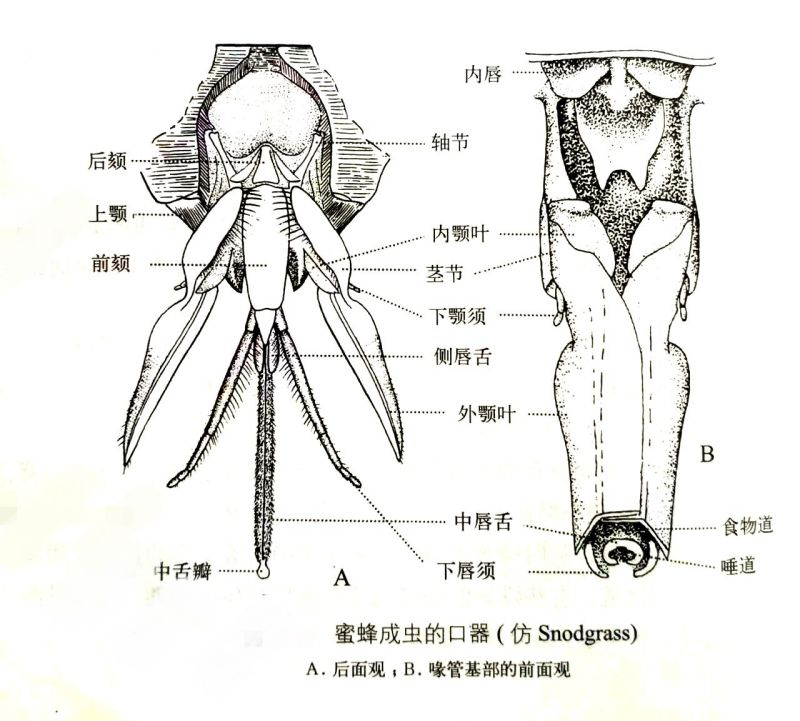 内唇
轴节
后颏
上颚
内颚叶
前颏
茎节
下颚须
侧唇舌
外颚叶
B
中唇舌
食物道
中舌瓣
A
下唇须
唾道
蜜蜂成虫的口器 ( 仿 Snodgrass)
A. 后面观；B. 喙管基部的前面观